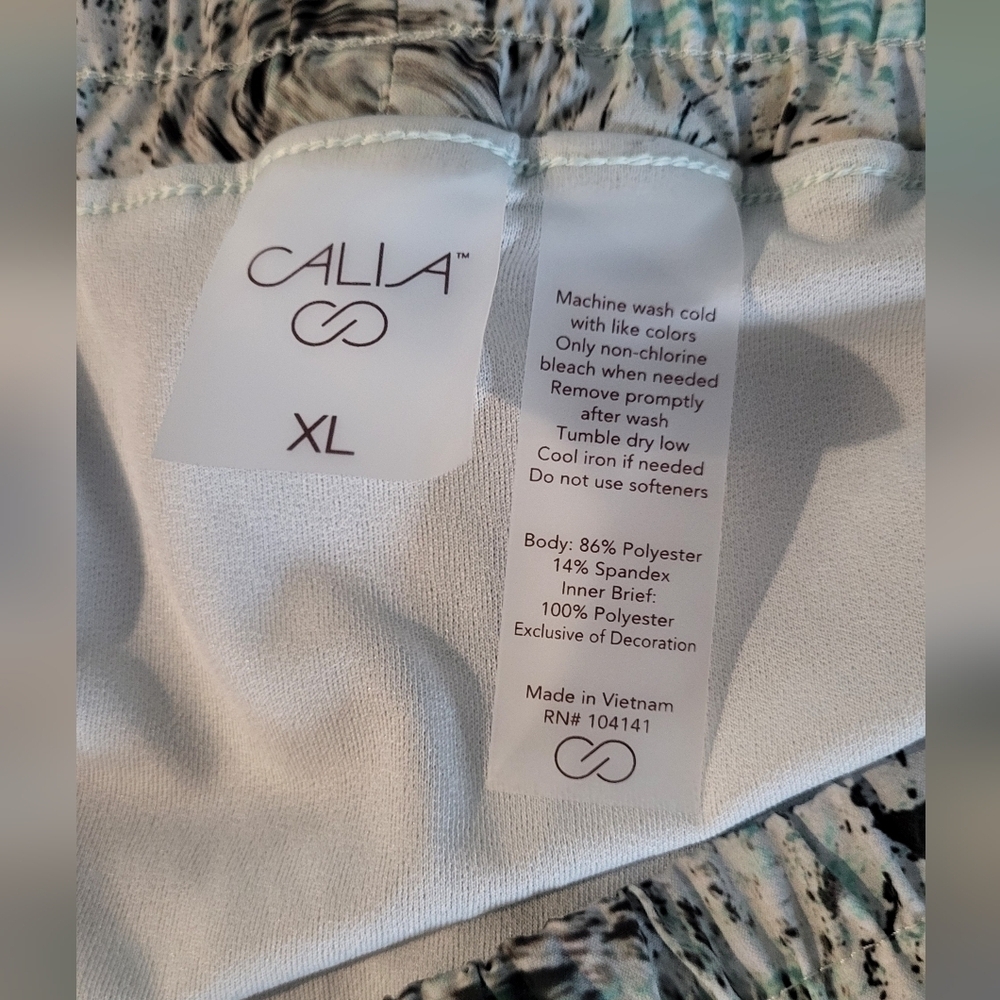 CALIA™
XL
Machine wash cold
with like colors
Only non-chlorine
bleach when needed
Remove promptly
after wash
Tumble dry low
Cool iron if needed
Do not use softeners
Body: 86% Polyester
14% Spandex
Inner Brief:
100% Polyester
Exclusive of Decoration
Made in Vietnam
RN# 104141